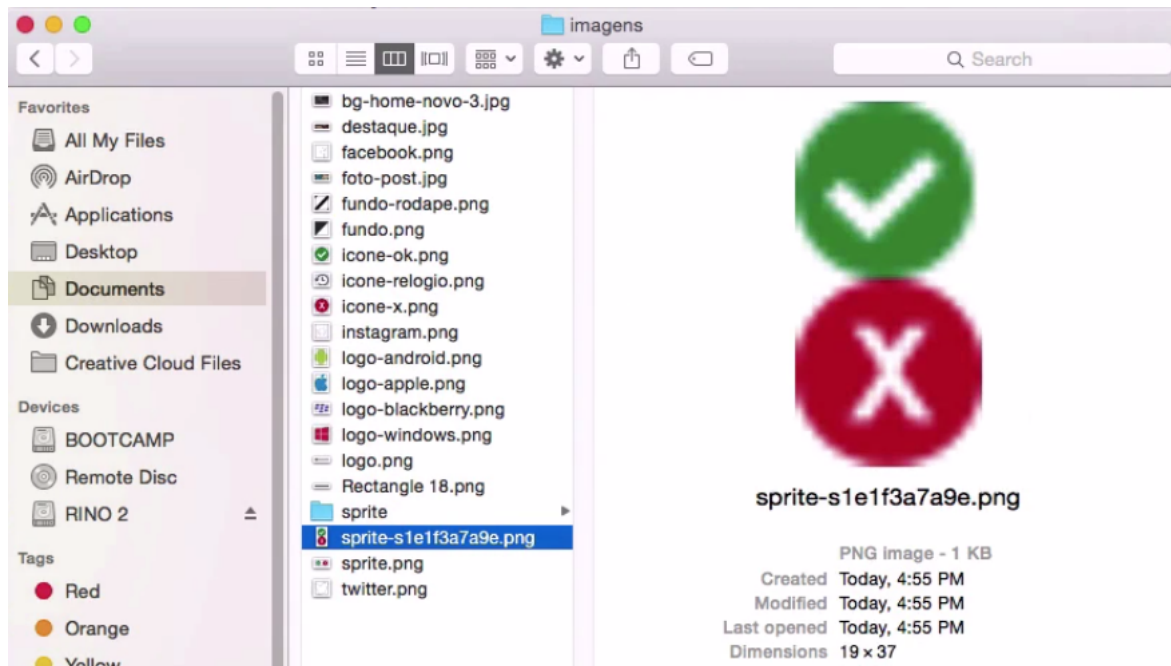 imagens
Search
Favorites
All My Files
AirDrop
Applications
Desktop
Documents
Downloads
Creative Cloud Files
Devices
BOOTCAMP
Remote Disc
RINO 2
Tags
Red
Orange
Yellow
bg-home-novo-3.jpg
destaque.jpg
facebook.png
foto-post.jpg
fundo-rodape.png
fundo.png
icone-ok.png
icone-relogio.png
icone-x.png
instagram.png
logo-android.png
logo-apple.png
logo-blackberry.png
logo-windows.png
logo.png
Rectangle 18.png
sprite
sprite-s1e1f3a7a9e.png
sprite.png
twitter.png
X
sprite-s1e1f3a7a9e.png
PNG image - 1 KB
Created Today, 4:55 PM
Modified Today, 4:55 PM
Last opened Today, 4:55 PM
Dimensions 19 × 37